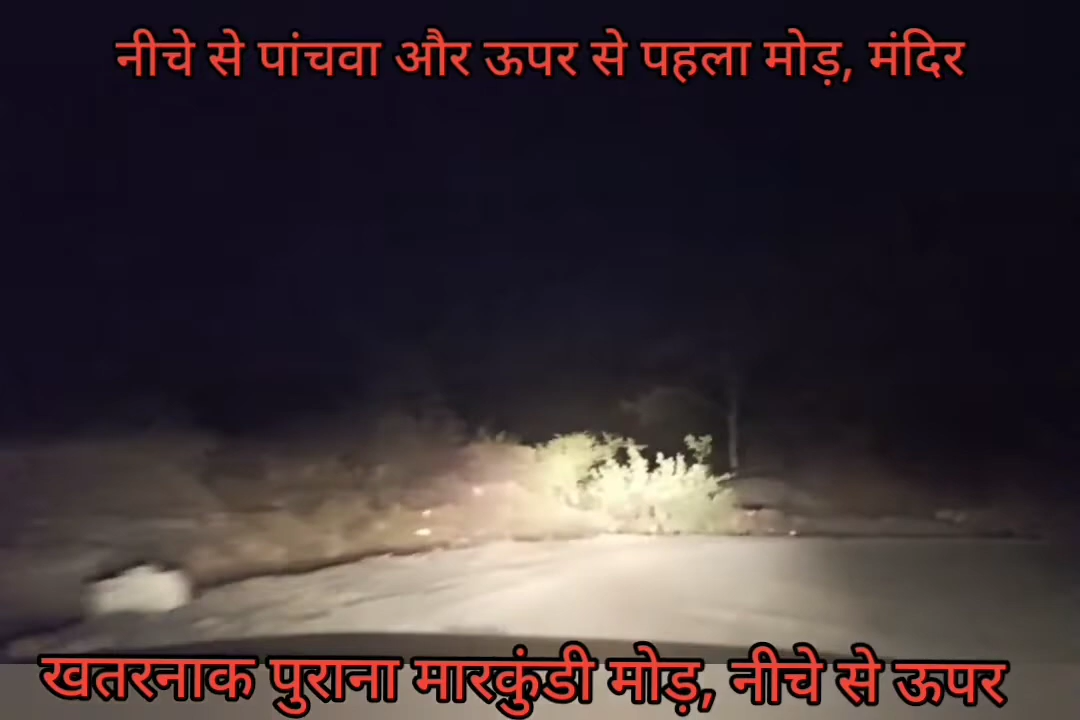 नीचे से पांचवा और ऊपर से पहला मोड़, मंदिर
खतरनाक पुराना मारकुंडी मोड़, नीचे से ऊपर